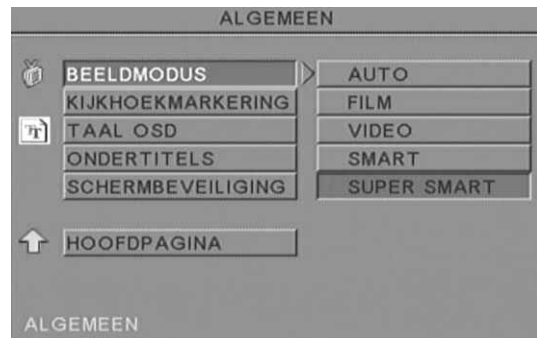 ALGEMEEN
BEELDMODUS
KIJKHOEKMARKERING
TAAL OSD
ONDERTITELS
SCHERMBEVEILIGING
HOOFDPAGINA
AUTO
FILM
VIDEO
SMART
SUPER SMART
ALGEMEEN